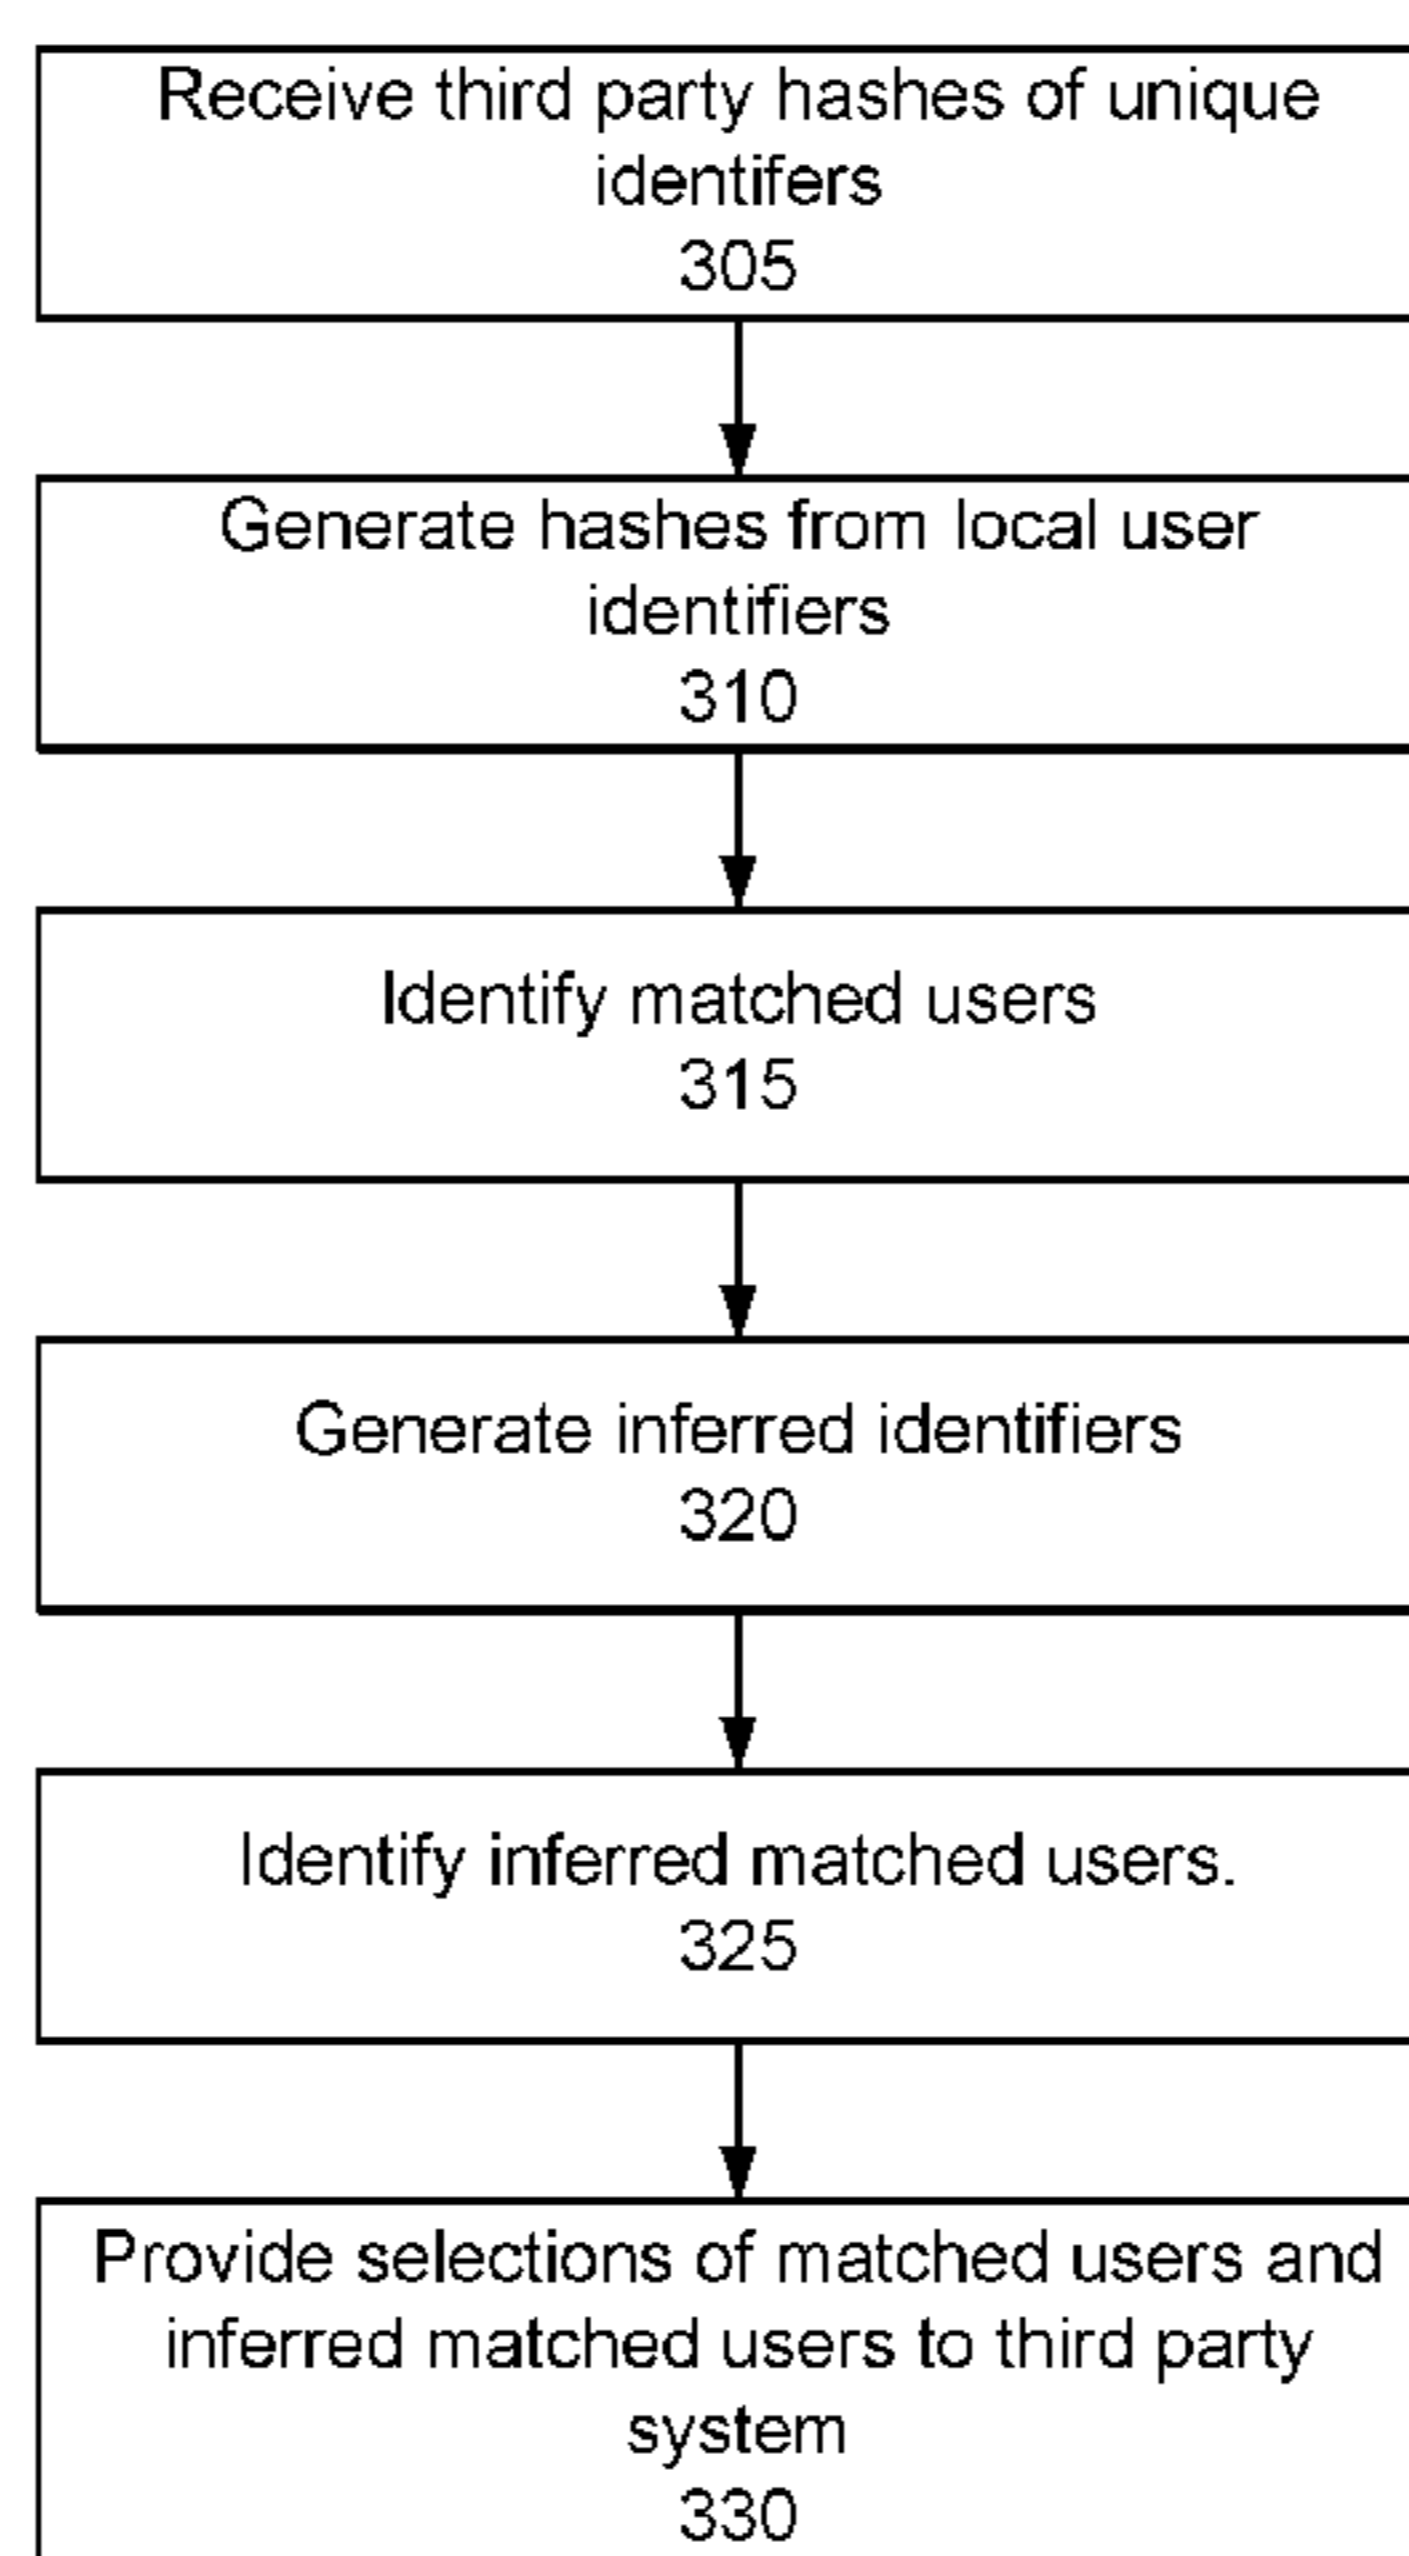 Receive third party hashes of unique
identifers
305
Generate hashes from local user
identifiers
310
Identify matched users
315
Generate inferred identifiers
320
Identify inferred matched users.
325
Provide selections of matched users and
inferred matched users to third party
system
330